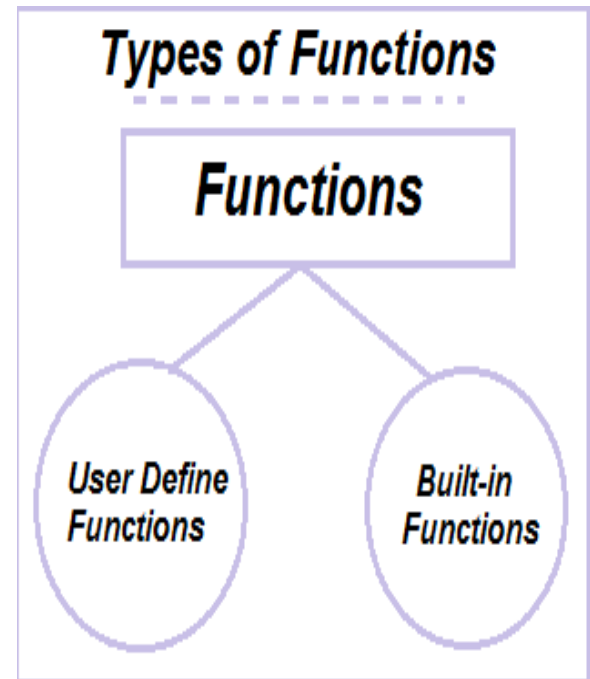 Types of Functions
Functions
User Define
Functions
Built-in
Functions